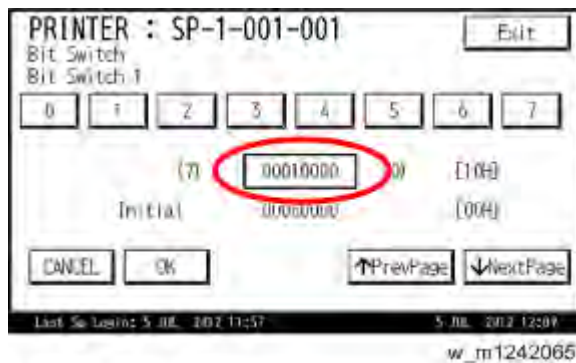 PRINTER : SP-1-001-001 Exit
Bit Switch
Bit Switch 1
0 1 2 3 4 5 6 7
(7) 00010000 0) [10H]
Initial 00000000 [00H]
CANCEL OK ↑PrevPage ↓NextPage
Last Sp Login: 5 JUL 2012 11:57 5 JUL 2012 12:09
w_m1242065